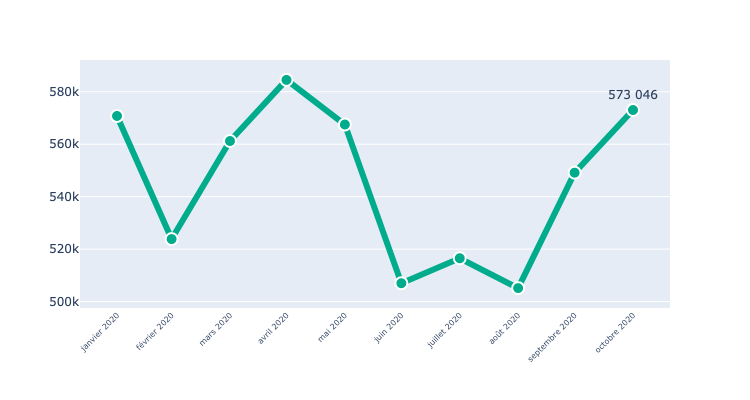 573 046
580k
560k
540k
520k
500k
janvier 2020
février 2020
mars 2020
avril 2020
mai 2020
juin 2020
juillet 2020
août 2020
septembre 2020
octobre 2020